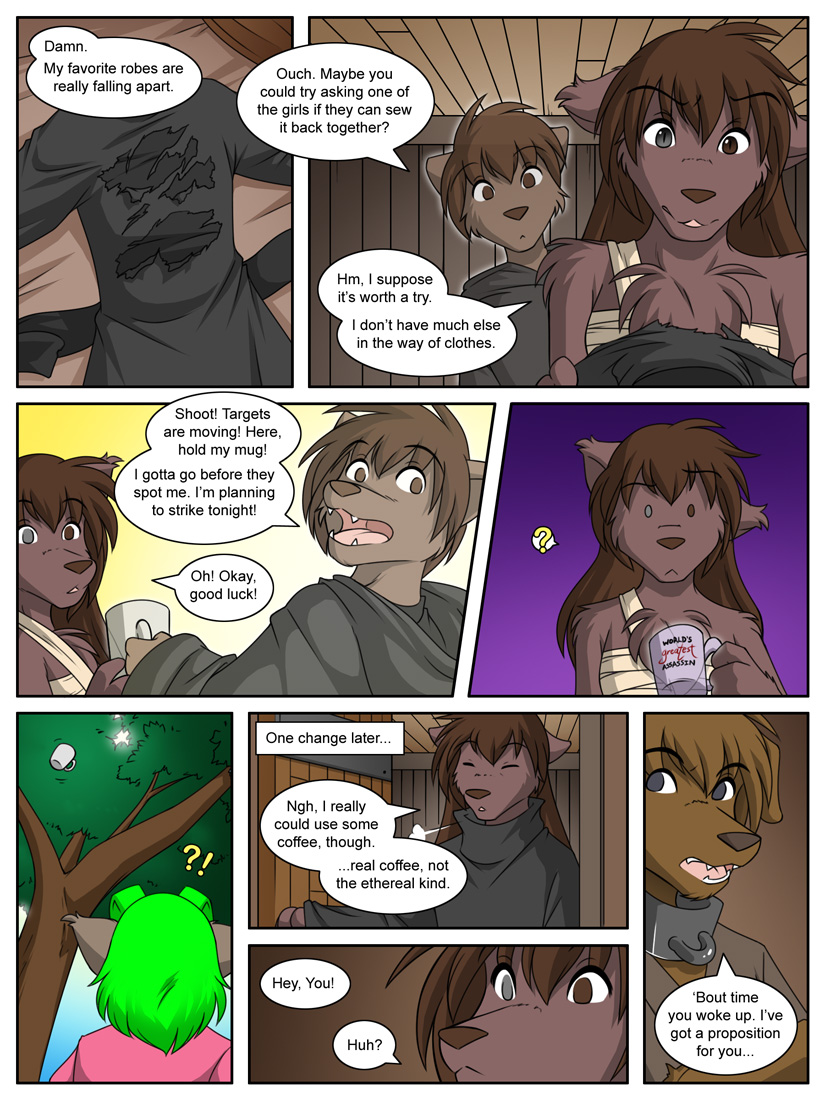 Damn.
My favorite robes are
really falling apart.
Ouch. Maybe you
could try asking one of
the girls if they can sew
it back together?
Hm, I suppose
it's worth a try.
I don't have much else
in the way of clothes.
Shoot! Targets
are moving! Here,
hold my mug!
I gotta go before they
spot me. I'm planning
to strike tonight!
Oh! Okay,
good luck!
?
WORLD'S
greatest
ASSASSIN
?!
One change later...
Ngh, I really
could use some
coffee, though.
...real coffee, not
the ethereal kind.
Hey, You!
Huh?
‘Bout time
you woke up. I've
got a proposition
for you...